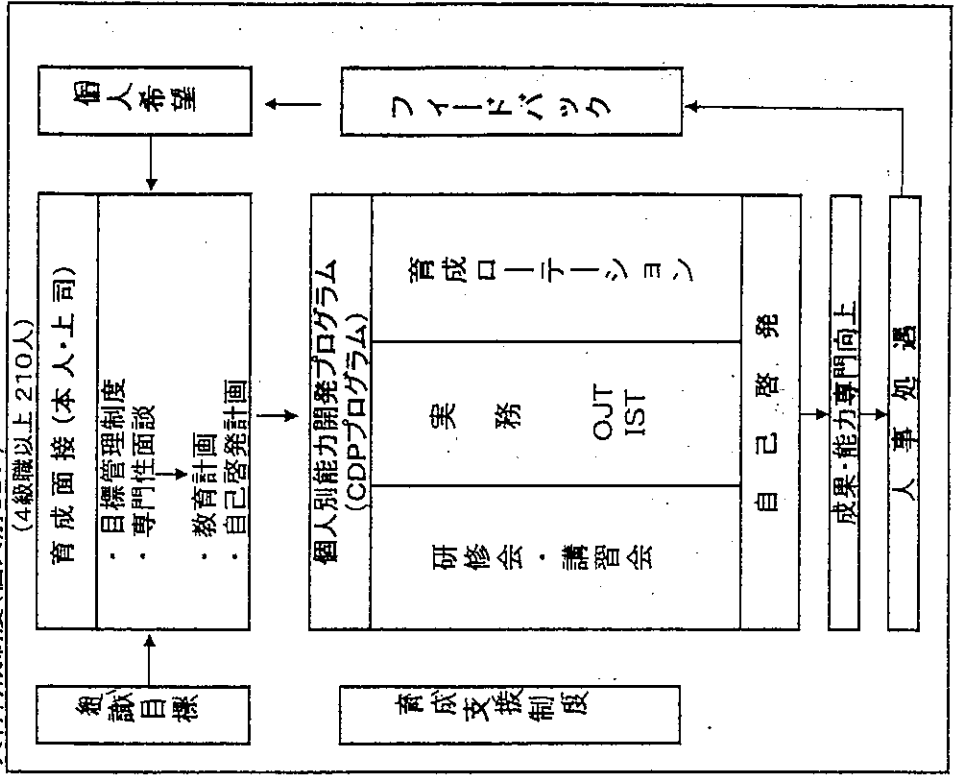 (4級職以上 210人)
組識目標
育成面接(本人・上司)
・目標管理制度
・専門性面談
・教育計画
・自己啓発計画
個人希望
育成支援制度
個人別能力開発プログラム
(CDPプログラム)
研修会・講習会
実務
OJT
IST
育成ローテーション
自己啓発
フィードバック
成果・能力専門向上
人事処遇